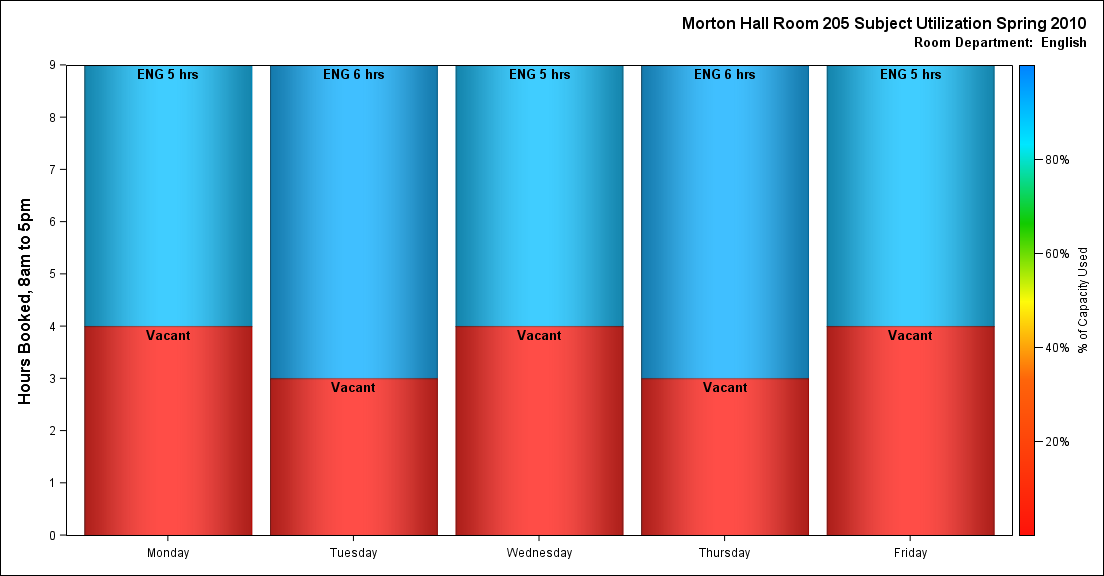 Morton Hall Room 205 Subject Utilization Spring 2010
Room Department: English
Hours Booked, 8am to 5pm
9
8
7
6
5
4
3
2
1
0
ENG 5 hrs
ENG 6 hrs
ENG 5 hrs
ENG 6 hrs
ENG 5 hrs
Vacant
Vacant
Vacant
Vacant
Vacant
Monday
Tuesday
Wednesday
Thursday
Friday
80%
60%
40%
20%
% of Capacity Used